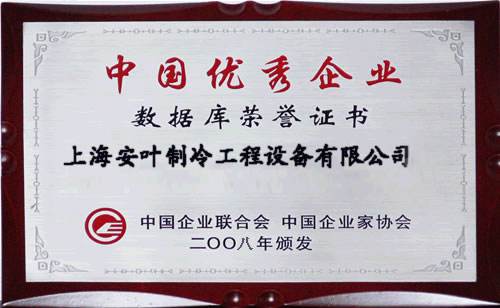 中国优秀企业
数据库荣誉证书
上海安叶制冷工程设备有限公司
中国企业联合会 中国企业家协会
二〇〇八年颁发